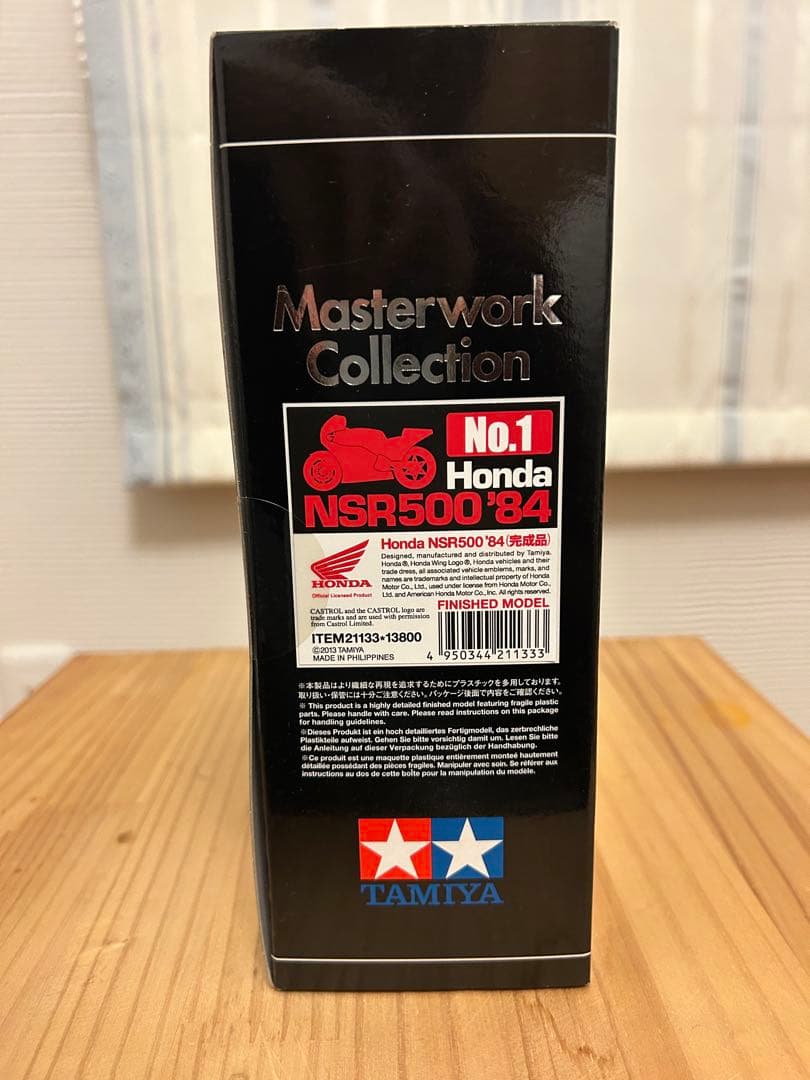 Masterwork
Collection
No.1
Honda
NSR500 '84
Honda NSR500 '84(完成品)
Designed, manufactured and distributed by Tamiya.
Honda®, Honda Wing Logo®, Honda vehicles and their
trade dress, all associated vehicle emblems, marks, and
names are trademarks and intellectual property of Honda
Motor Co., Ltd., used under license from Honda Motor Co.,
Ltd. and American Honda Motor Co., Inc. All rights reserved.
HONDA
Official Licensed Product
CASTROL and the CASTROL logo are
trade marks and are used with permission
from Castrol Limited.
FINISHED MODEL
ITEM21133★13800
©2013 TAMIYA
MADE IN PHILIPPINES
4 950344 211333
※本製品はより繊細な再現を追求するためにプラスチックを多用しております。
取り扱い・保管には十分ご注意ください。パッケージ後面で内容をご確認ください。
※ This product is a highly detailed finished model featuring fragile plastic
parts. Please handle with care. Please read instructions on this package
for handling guidelines.
※Dieses Produkt ist ein hoch detailliertes Fertigmodell, das zerbrechliche
Plastikteile aufweist. Gehen Sie bitte vorsichtig damit um. Lesen Sie bitte
die Anleitung auf dieser Verpackung bezüglich der Handhabung.
※Ce produit est une maquette plastique entièrement monté hautement
détaillée possédant des pièces fragiles. Manipuler avec soin. Se référer aux
instructions au dos de cette boîte pour la manipulation du modèle.
TAMIYA